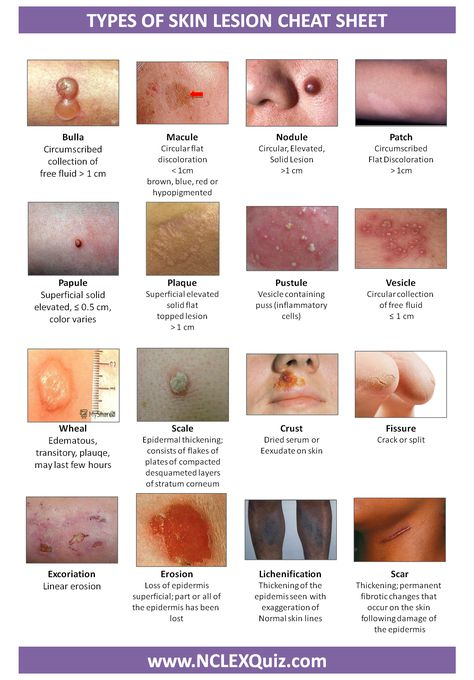 TYPES OF SKIN LESION CHEAT SHEET
Bulla
Circumscribed
collection of
free fluid > 1 cm
Macule
Circular flat
discoloration
< 1cm
brown, blue, red or
hypopigmented
Nodule
Circular, Elevated,
Solid Lesion
>1 cm
Patch
Circumscribed
Flat Discoloration
> 1cm
Papule
Superficial solid
elevated, ≤ 0.5 cm,
color varies
Plaque
Superficial elevated
solid flat
topped lesion
> 1 cm
Pustule
Vesicle containing
puss (inflammatory
cells)
Vesicle
Circular collection
of free fluid
≤ 1 cm
MyShared
Wheal
Edematous,
transitory, plauqe,
may last few hours
Scale
Epidermal thickening;
consists of flakes of
plates of compacted
desquameted layers
of stratum corneum
Crust
Dried serum or
Eexudate on skin
Fissure
Crack or split
Excoriation
Linear erosion
Erosion
Loss of epidermis
superficial; part or all of
the epidermis has been
lost
Lichenification
Thickening of the
epidemis seen with
exaggeration of
Normal skin lines
Scar
Thickening; permanent
fibrotic changes that
occur on the skin
following damage of
the epidermis
www.NCLEXQuiz.com